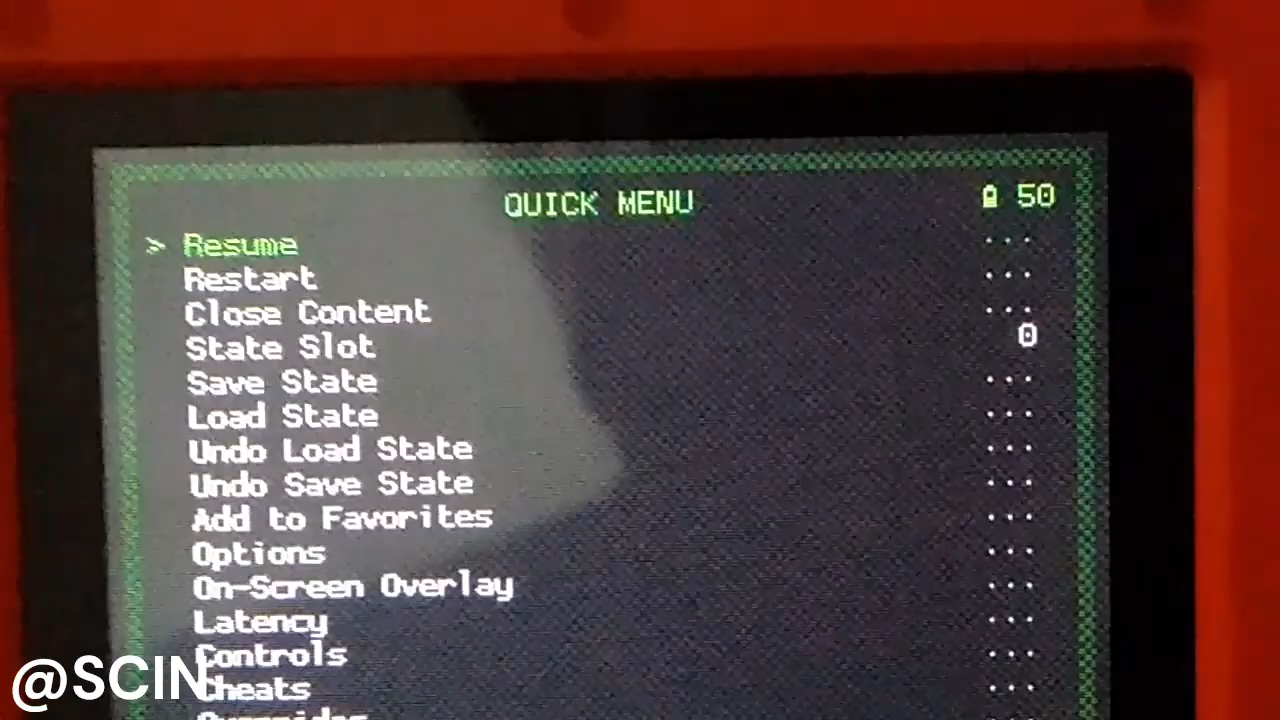 QUICK MENU 50
> Resume ...
Restart ...
Close Content ...
State Slot 0
Save State ...
Load State ...
Undo Load State ...
Undo Save State ...
Add to Favorites ...
Options ...
On-Screen Overlay ...
Latency ...
Controls ...
Cheats ...
Overrides
@SCIN